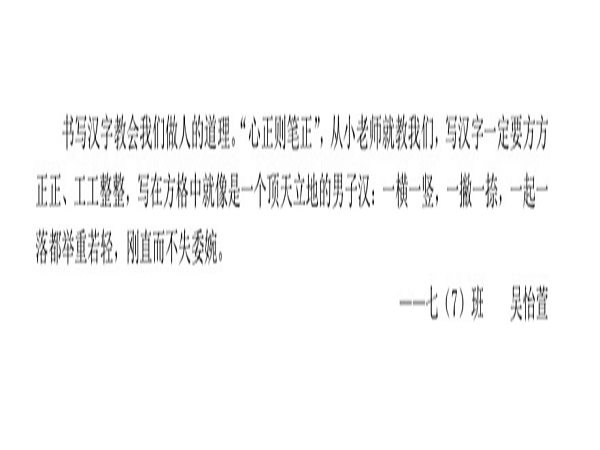 书写汉字教会我们做人的道理。“心正则笔正”，从小老师就教我们，写汉字一定要方方
正正、工工整整，写在方格中就像是一个顶天立地的男子汉；一横一竖，一撇一捺，一起一
落都举重若轻，刚直而不失委婉。
——七（7）班 吴怡萱